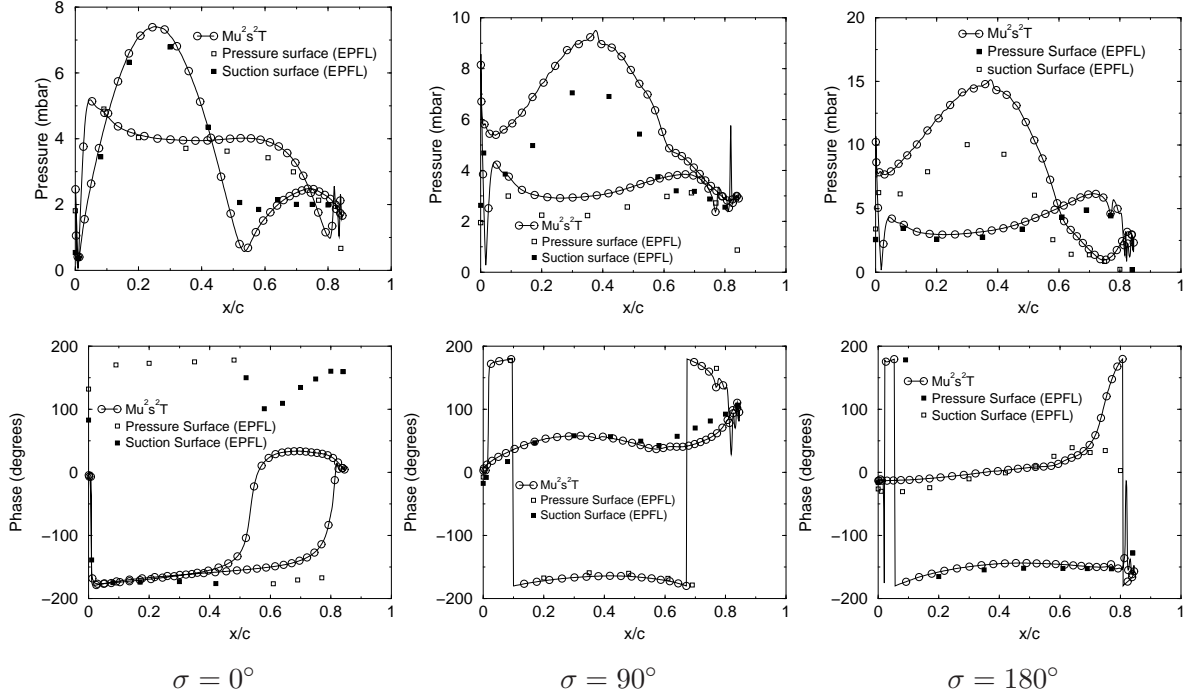 8
6
4
2
0
Pressure (mbar)
0 0.2 0.4 0.6 0.8 1
x/c
Mu²s²T
Pressure surface (EPFL)
Suction surface (EPFL)
10
8
6
4
2
0
Pressure (mbar)
0 0.2 0.4 0.6 0.8 1
x/c
Mu²s²T
Pressure Surface (EPFL)
Suction Surface (EPFL)
20
15
10
5
0
Pressure (mbar)
0 0.2 0.4 0.6 0.8 1
x/c
Mu²s²T
Pressure Surface (EPFL)
suction Surface (EPFL)
200
100
0
−100
−200
Phase (degrees)
0 0.2 0.4 0.6 0.8 1
x/c
Mu²s²T
Pressure Surface (EPFL)
Suction Surface (EPFL)
200
100
0
−100
−200
Phase (degrees)
0 0.2 0.4 0.6 0.8 1
x/c
Mu²s²T
Pressure Surface (EPFL)
Suction Surface (EPFL)
200
100
0
−100
−200
Phase (degrees)
0 0.2 0.4 0.6 0.8 1
x/c
Mu²s²T
Pressure Surface (EPFL)
Suction Surface (EPFL)
σ = 0°
σ = 90°
σ = 180°